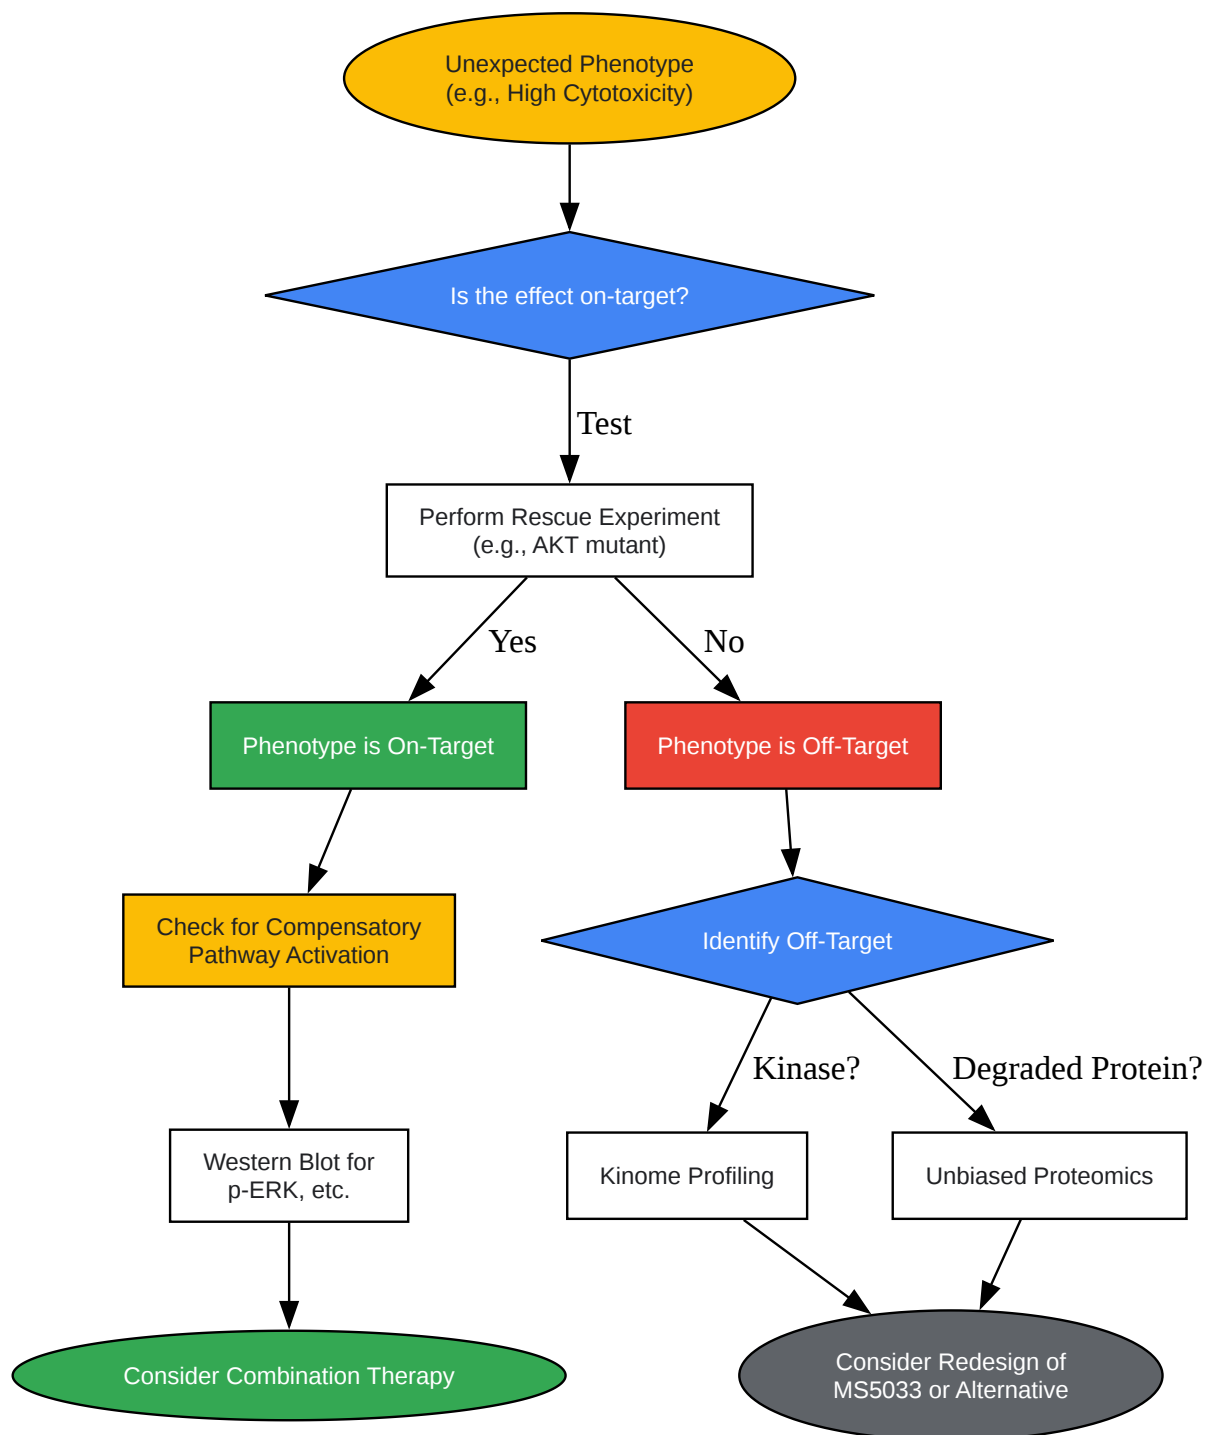 Unexpected Phenotype
(e.g., High Cytotoxicity)
Is the effect on-target?
Test
Perform Rescue Experiment
(e.g., AKT mutant)
Yes
No
Phenotype is On-Target
Phenotype is Off-Target
Check for Compensatory
Pathway Activation
Identify Off-Target
Kinase?
Degraded Protein?
Western Blot for
p-ERK, etc.
Kinome Profiling
Unbiased Proteomics
Consider Combination Therapy
Consider Redesign of
MS5033 or Alternative